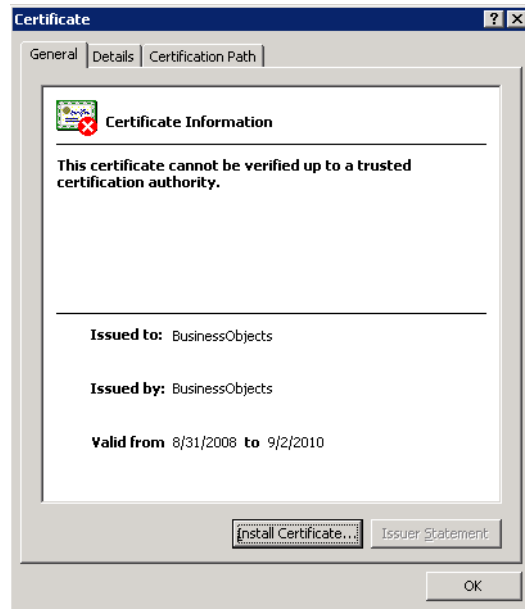 Certificate
General Details Certification Path
Certificate Information
This certificate cannot be verified up to a trusted
certification authority.
Issued to: BusinessObjects
Issued by: BusinessObjects
Valid from 8/31/2008 to 9/2/2010
Install Certificate... Issuer Statement
OK